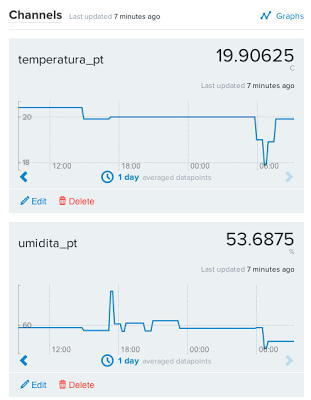 Channels Last updated 7 minutes ago Graphs
temperatura_pt 19.90625
C
Last updated 7 minutes ago
20
18
12:00 18:00 00:00 06:00
1 day averaged datapoints
Edit Delete
umidita_pt 53.6875
%
Last updated 7 minutes ago
60
12:00 18:00 00:00 06:00
1 day averaged datapoints
Edit Delete